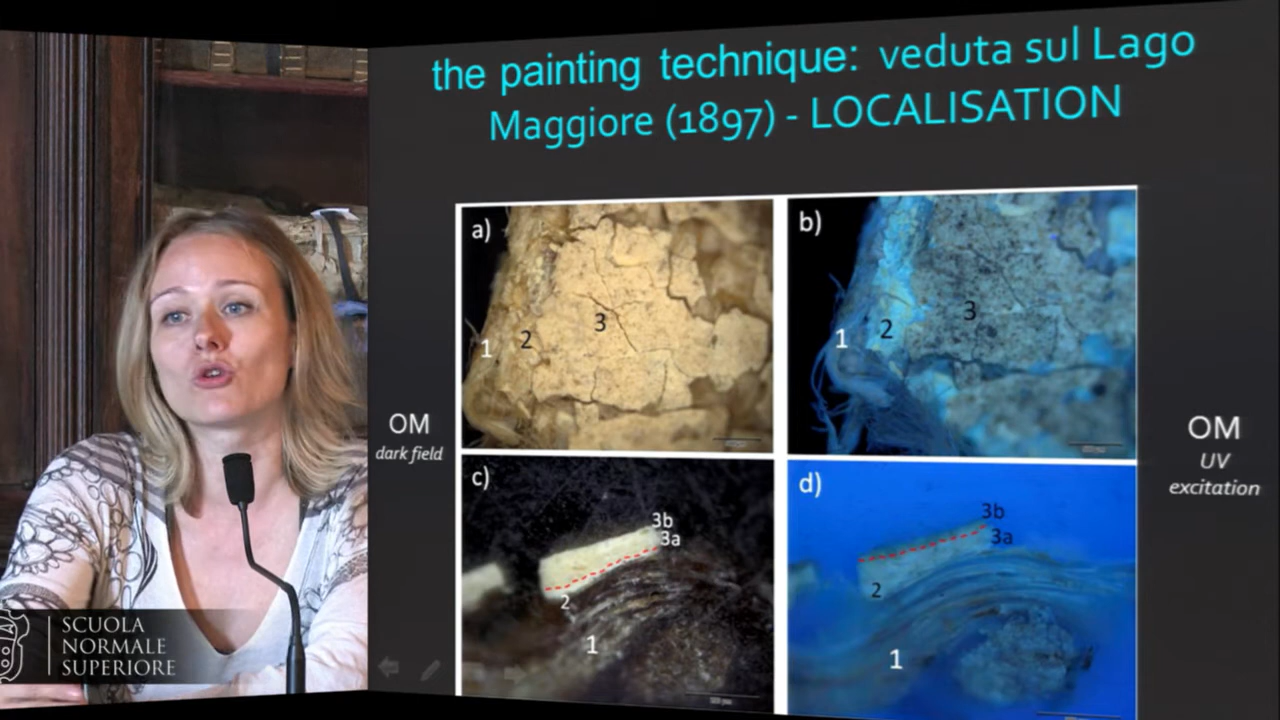 the painting technique: veduta sul Lago
Maggiore (1897) - LOCALISATION
a)
1
2
3
b)
1
2
3
OM
dark field
OM
UV
excitation
c)
3b
3a
2
1
d)
3b
3a
2
1
SCUOLA
NORMALE
SUPERIORE